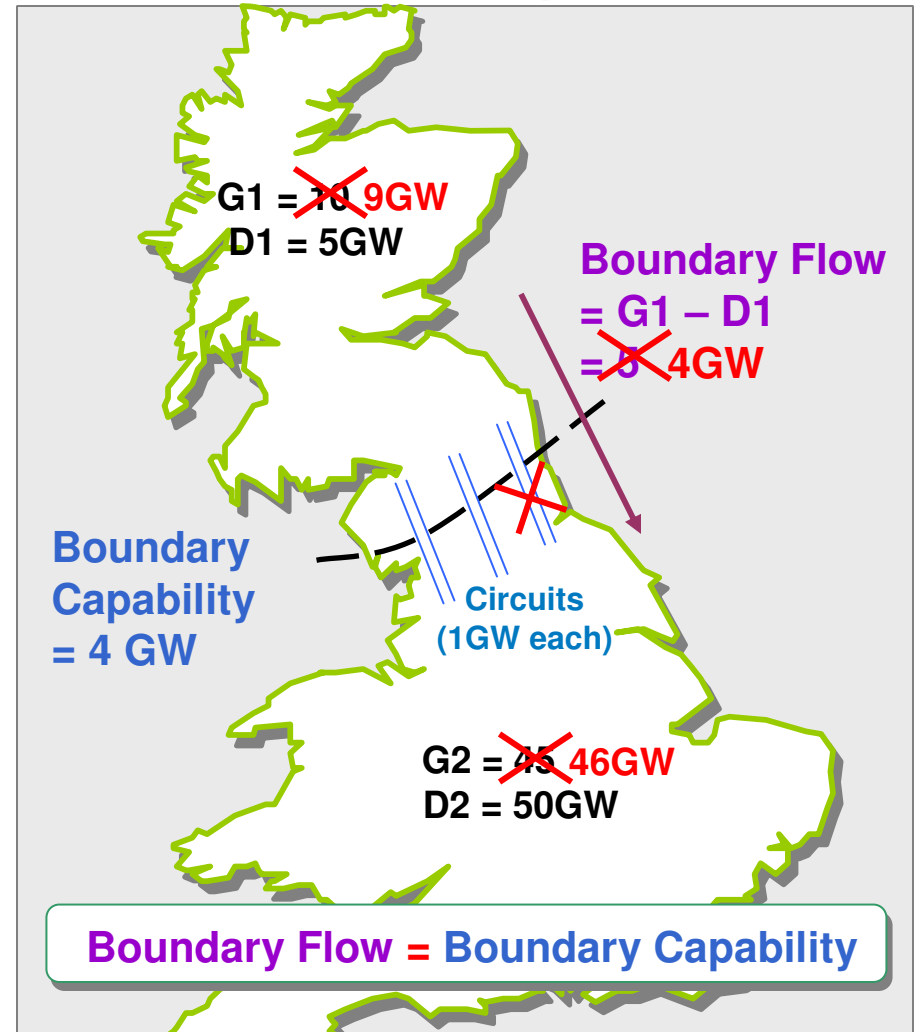 G1 = 10 9GW
D1 = 5GW
Boundary Flow
= G1 – D1
= 5 4GW
Boundary
Capability
= 4 GW
Circuits
(1GW each)
G2 = 45 46GW
D2 = 50GW
Boundary Flow = Boundary Capability